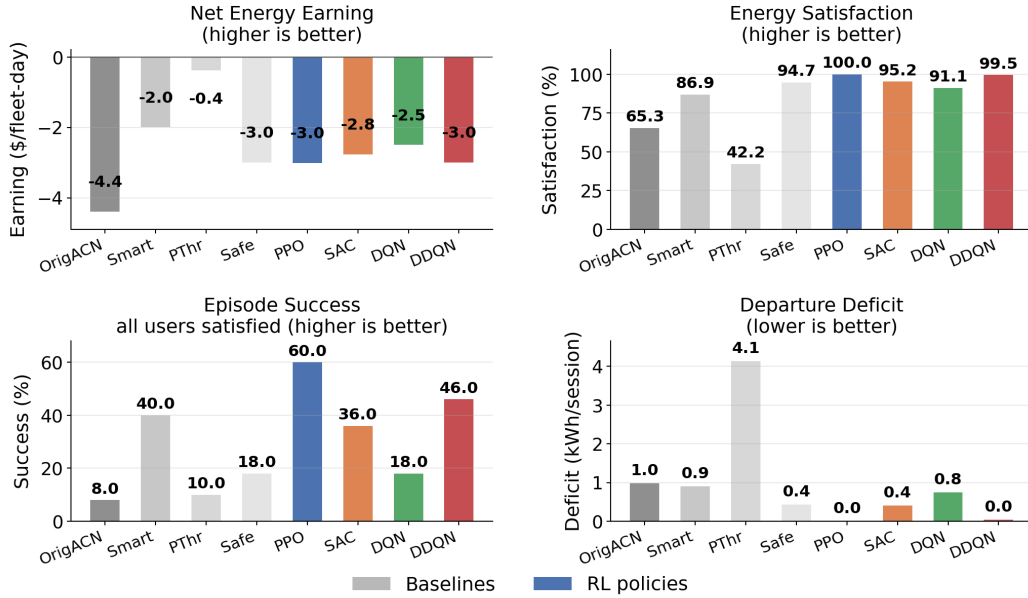 Net Energy Earning
(higher is better)
Earning ($/fleet-day)
0
−2
−4
-4.4
-2.0
-0.4
-3.0
-3.0
-2.8
-2.5
-3.0
OrigACN
Smart
PThr
Safe
PPO
SAC
DQN
DDQN
Energy Satisfaction
(higher is better)
Satisfaction (%)
100
75
50
25
0
65.3
86.9
42.2
94.7
100.0
95.2
91.1
99.5
OrigACN
Smart
PThr
Safe
PPO
SAC
DQN
DDQN
Episode Success
all users satisfied (higher is better)
Success (%)
60
40
20
0
8.0
40.0
10.0
18.0
60.0
36.0
18.0
46.0
OrigACN
Smart
PThr
Safe
PPO
SAC
DQN
DDQN
Departure Deficit
(lower is better)
Deficit (kWh/session)
4
3
2
1
0
1.0
0.9
4.1
0.4
0.0
0.4
0.8
0.0
OrigACN
Smart
PThr
Safe
PPO
SAC
DQN
DDQN
Baselines
RL policies